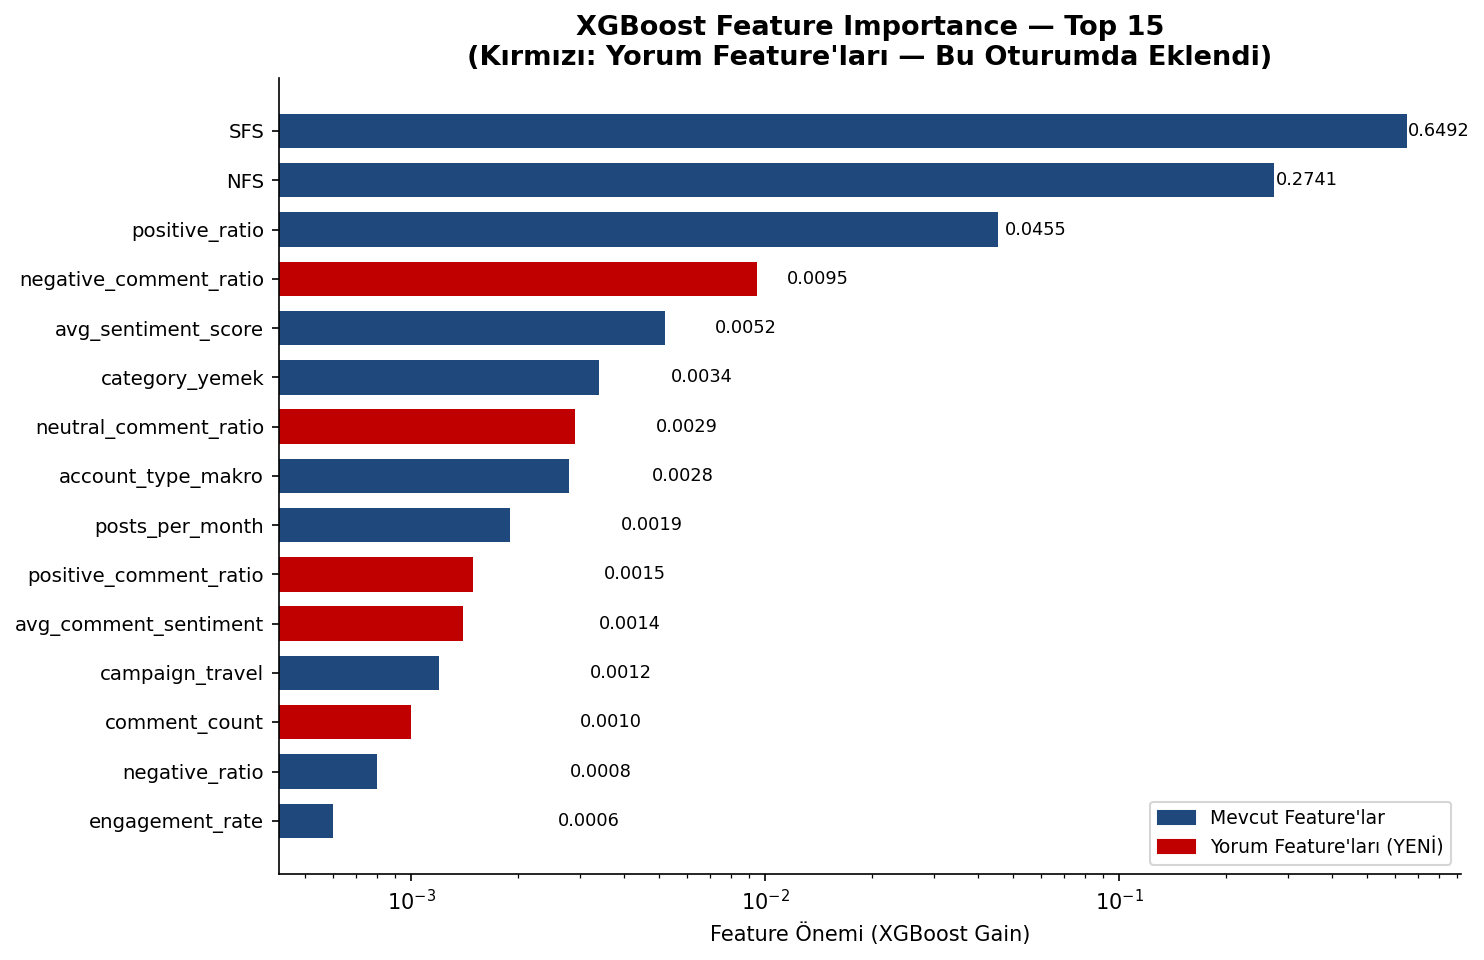 XGBoost Feature Importance — Top 15
(Kırmızı: Yorum Feature'ları — Bu Oturumda Eklendi)
SFS 0.6492
NFS 0.2741
positive_ratio 0.0455
negative_comment_ratio 0.0095
avg_sentiment_score 0.0052
category_yemek 0.0034
neutral_comment_ratio 0.0029
account_type_makro 0.0028
posts_per_month 0.0019
positive_comment_ratio 0.0015
avg_comment_sentiment 0.0014
campaign_travel 0.0012
comment_count 0.0010
negative_ratio 0.0008
engagement_rate 0.0006
Mevcut Feature'lar
Yorum Feature'ları (YENİ)
10⁻³ 10⁻² 10⁻¹
Feature Önemi (XGBoost Gain)